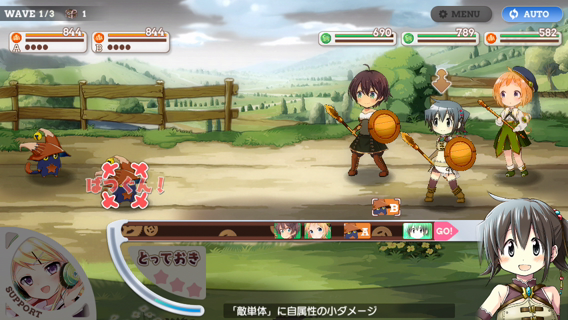 WAVE 1/3 1
MENU
AUTO
844
A
844
B
690
789
582
ばつぐん!
B
A
GO!
とっておき
SUPPORT
「敵単体」に自属性の小ダメージ